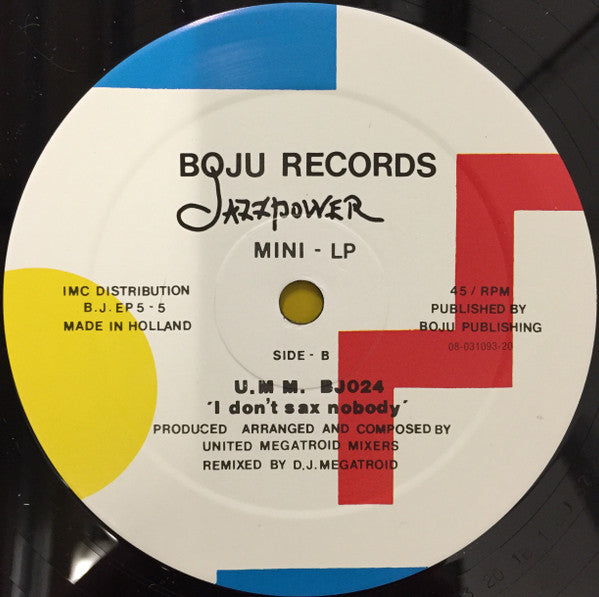 BOJU RECORDS
JAZZPOWER
MINI - LP
IMC DISTRIBUTION
B.J. EP 5 - 5
MADE IN HOLLAND
45 / RPM
PUBLISHED BY
BOJU PUBLISHING
08-031093-20
SIDE - B
U.M M. BJ024
'I don't sax nobody'
PRODUCED ARRANGED AND COMPOSED BY
UNITED MEGATROID MIXERS
REMIXED BY D.J. MEGATROID